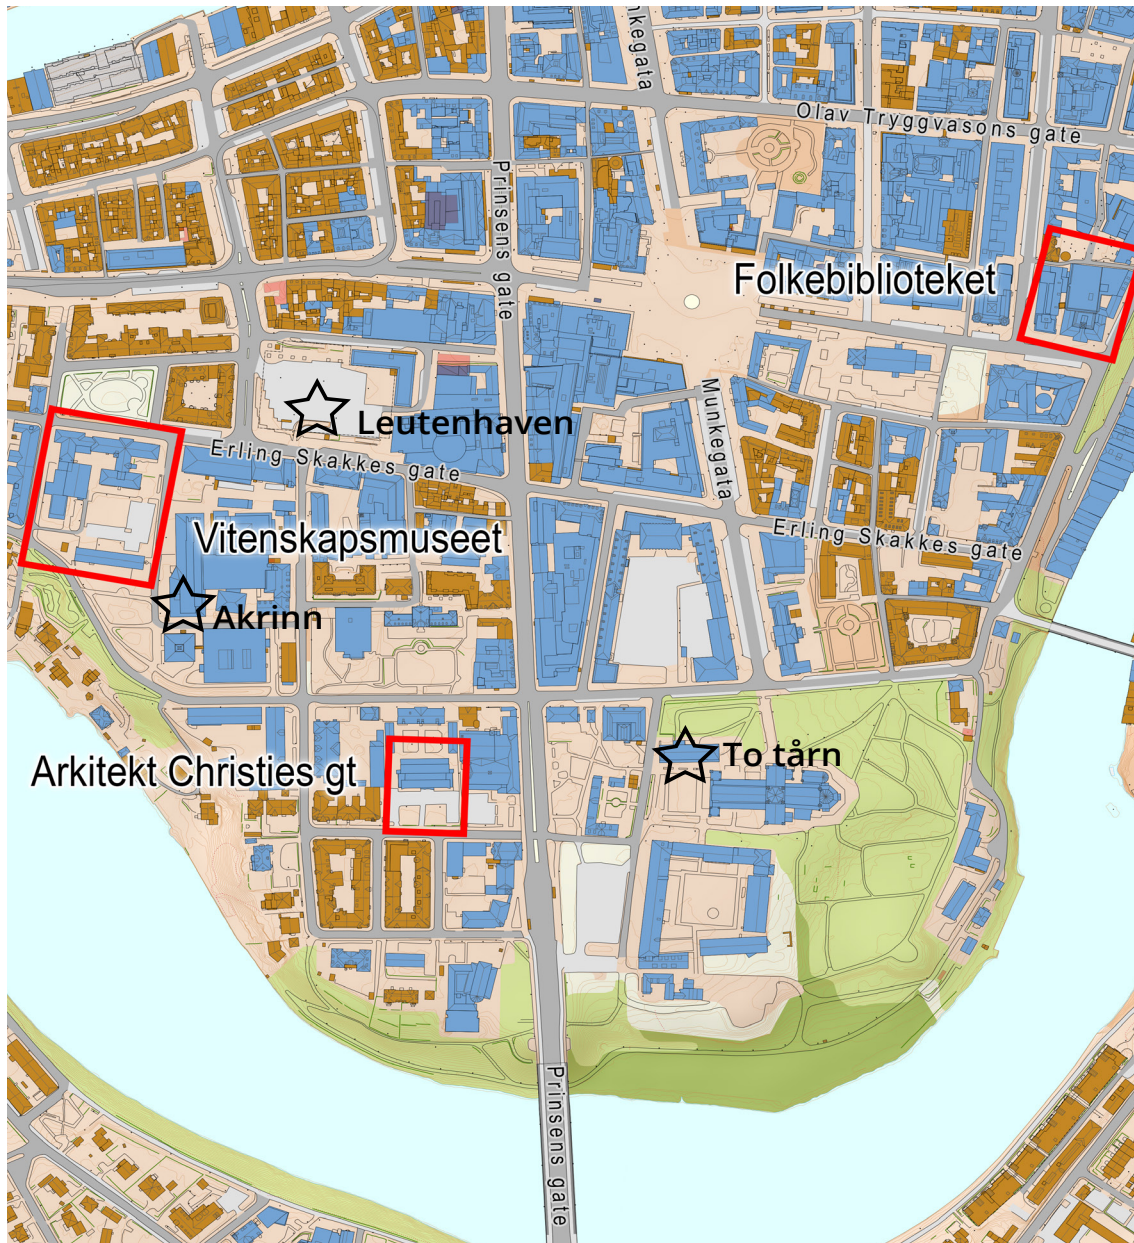 Olav Tryggvasons gate
Prinsens gate
Folkebiblioteket
Munkegata
Leutenhaven
Erling Skakkes gate
Vitenskapsmuseet
Erling Skakkes gate
Akrinn
To tårn
Arkitekt Christies gt
Prinsens gate